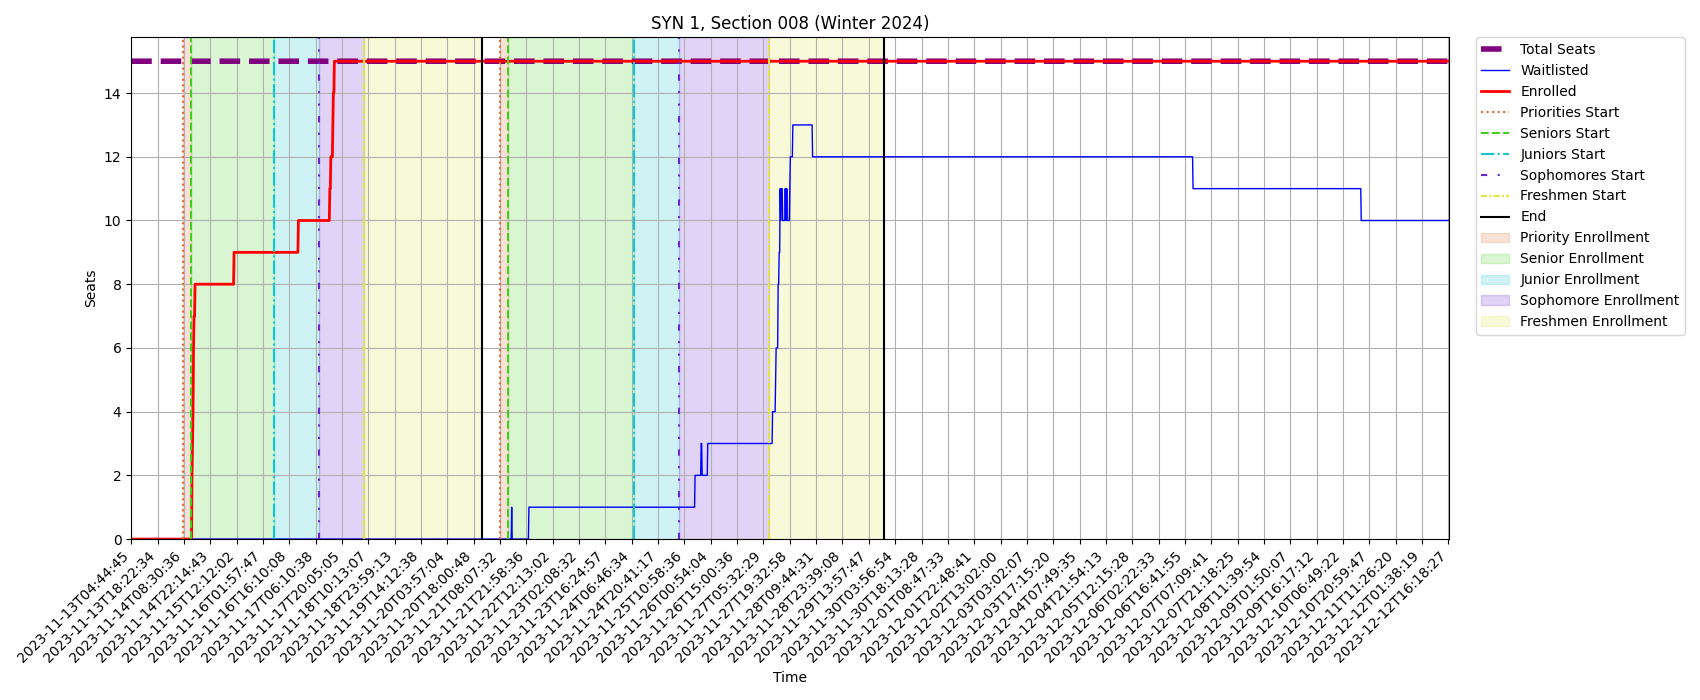 SYN 1, Section 008 (Winter 2024)
Total Seats
Waitlisted
Enrolled
Priorities Start
Seniors Start
Juniors Start
Sophomores Start
Freshmen Start
End
Priority Enrollment
Senior Enrollment
Junior Enrollment
Sophomore Enrollment
Freshmen Enrollment
Seats
14
12
10
8
6
4
2
0
2023-11-13T04:44:45
2023-11-13T18:22:34
2023-11-14T08:30:36
2023-11-14T22:14:43
2023-11-15T12:12:02
2023-11-16T01:57:47
2023-11-16T16:10:08
2023-11-17T06:10:38
2023-11-17T20:05:05
2023-11-18T10:13:07
2023-11-18T23:59:13
2023-11-19T14:12:38
2023-11-20T03:57:04
2023-11-20T18:00:48
2023-11-21T08:07:32
2023-11-21T21:58:36
2023-11-22T12:13:02
2023-11-23T02:08:32
2023-11-23T16:24:57
2023-11-24T06:46:34
2023-11-24T20:41:17
2023-11-25T10:58:36
2023-11-26T00:54:04
2023-11-26T15:00:36
2023-11-27T05:32:29
2023-11-27T19:32:58
2023-11-28T09:44:31
2023-11-28T23:39:08
2023-11-29T13:57:47
2023-11-30T03:56:54
2023-11-30T18:13:28
2023-12-01T08:47:33
2023-12-01T22:48:41
2023-12-02T13:02:00
2023-12-03T03:02:07
2023-12-03T17:15:20
2023-12-04T07:49:35
2023-12-04T21:54:13
2023-12-05T12:15:28
2023-12-06T02:22:33
2023-12-06T16:41:55
2023-12-07T07:09:41
2023-12-07T21:18:25
2023-12-08T11:39:54
2023-12-09T01:50:07
2023-12-09T16:17:12
2023-12-10T06:49:22
2023-12-10T20:59:47
2023-12-11T11:26:20
2023-12-12T01:38:19
2023-12-12T16:18:27
Time